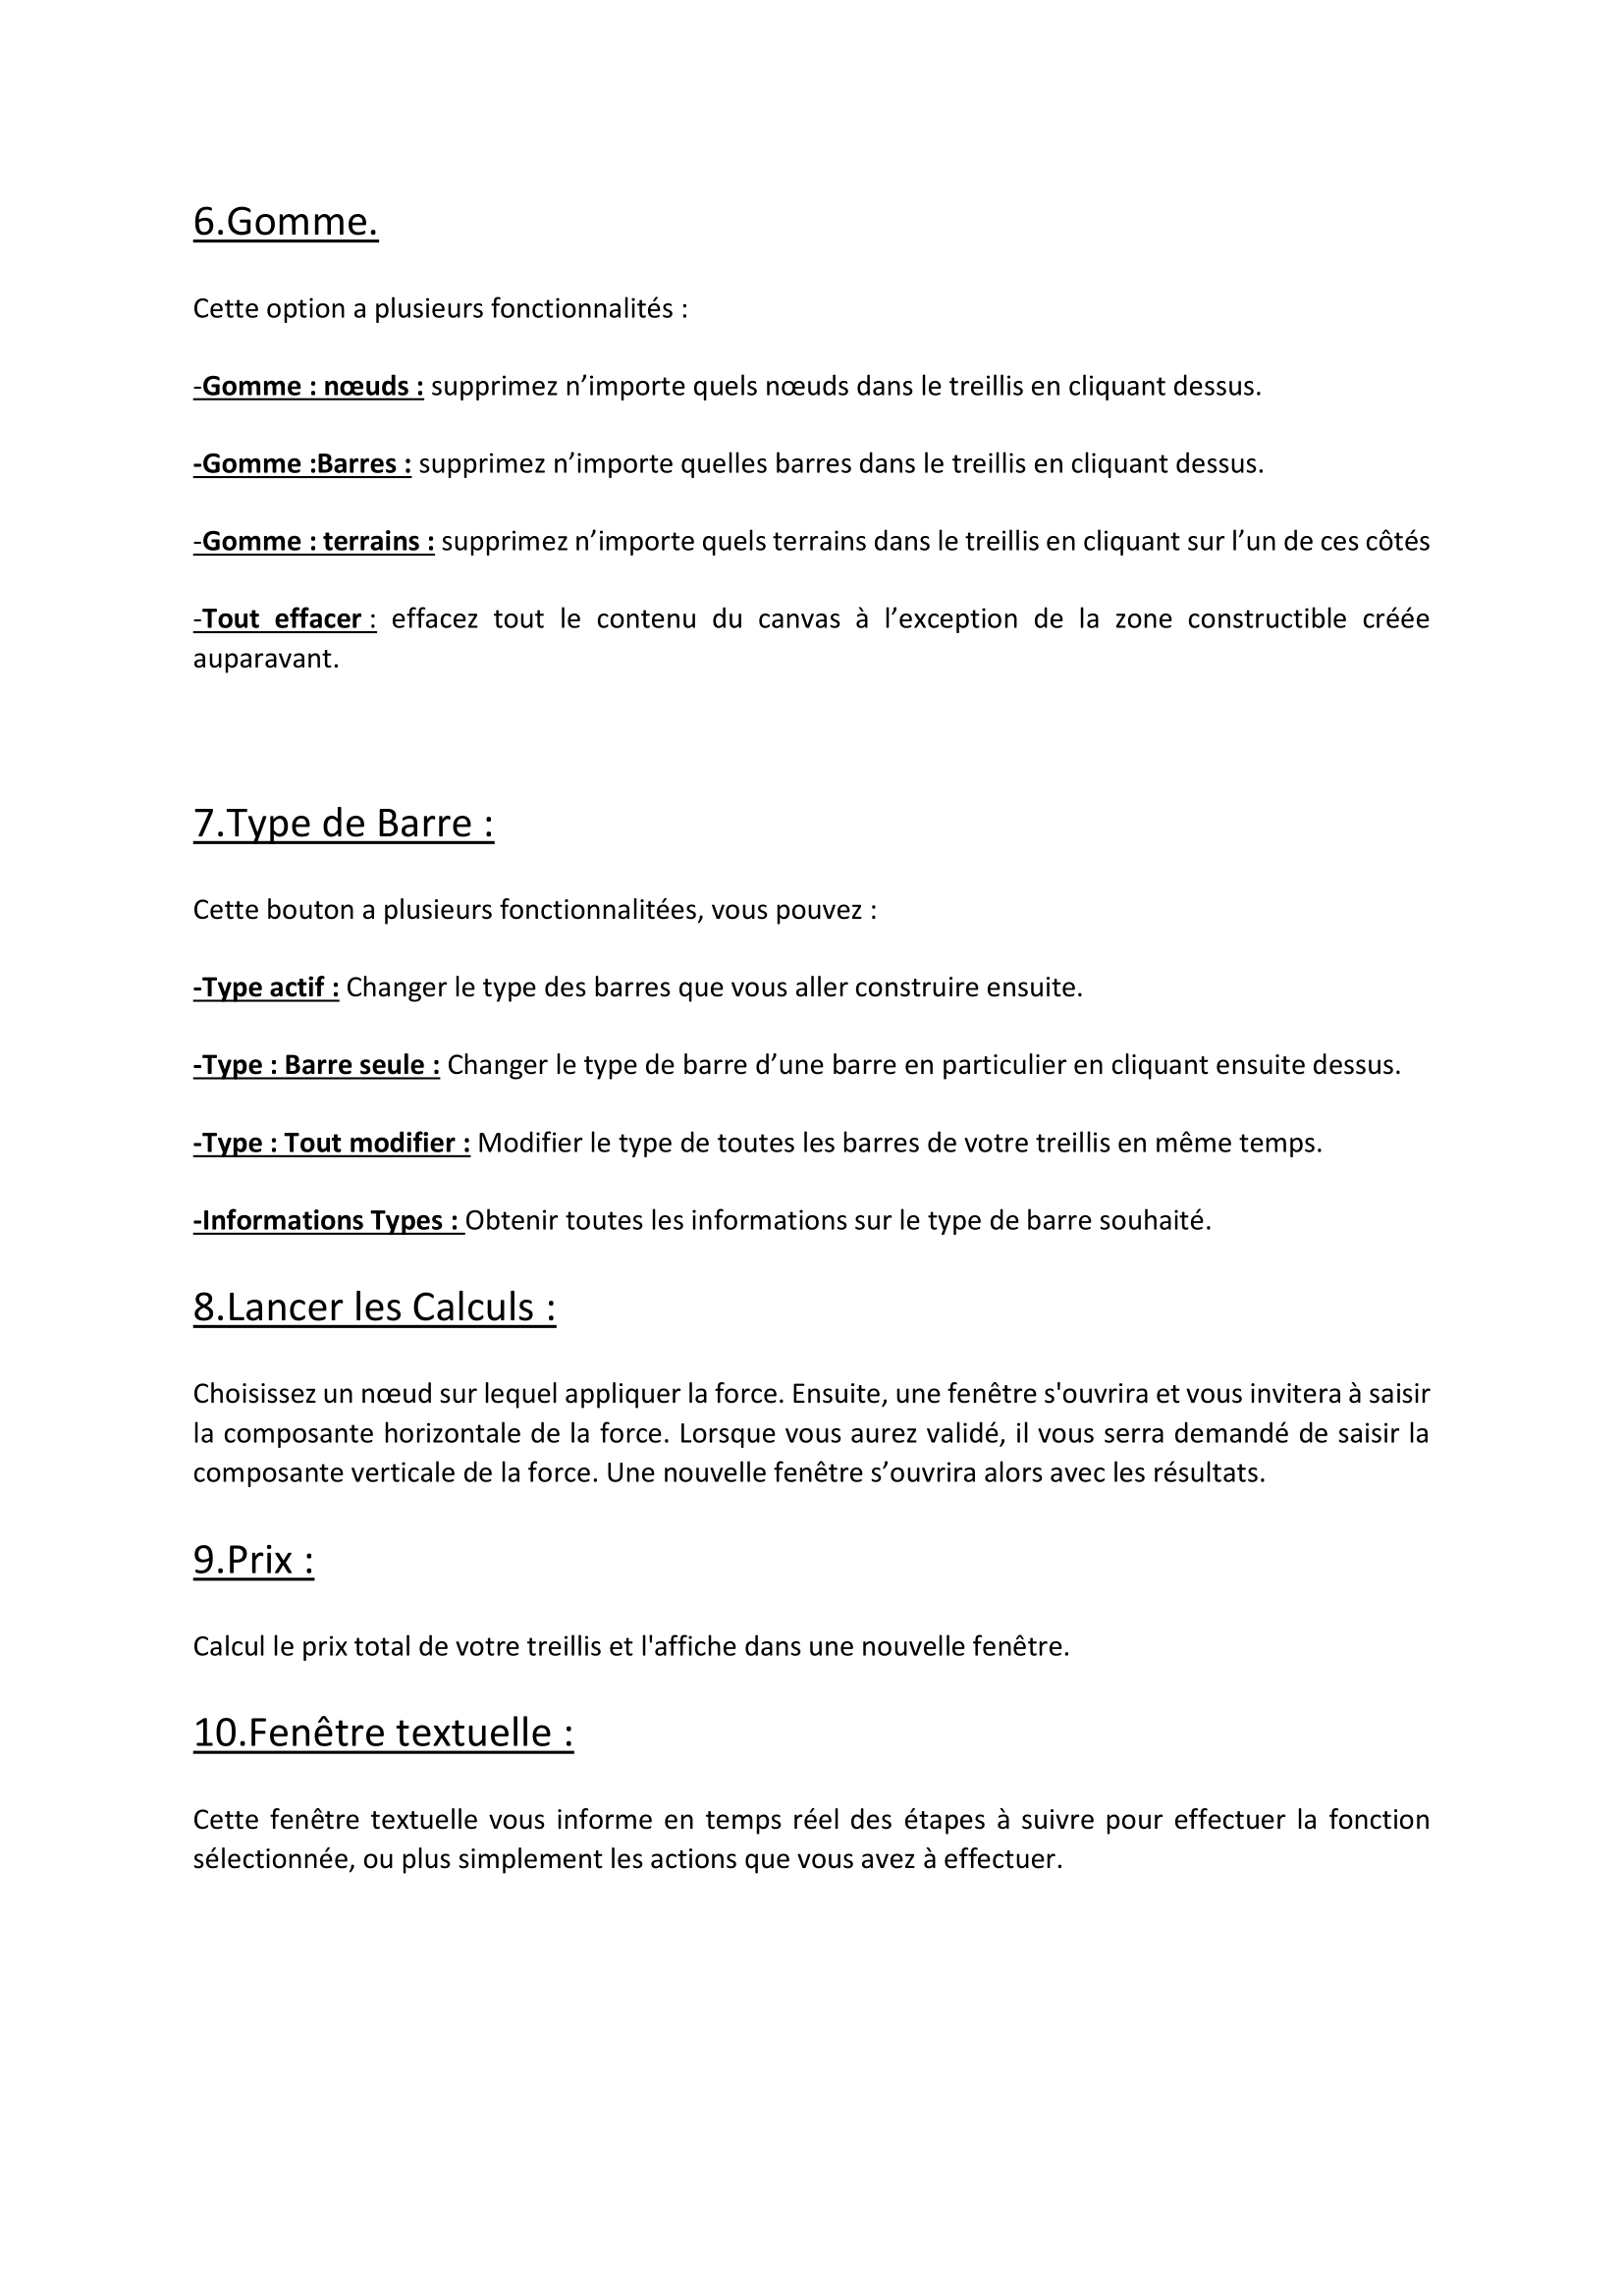 6.Gomme.
Cette option a plusieurs fonctionnalités :
-Gomme : nœuds : supprimez n’importe quels nœuds dans le treillis en cliquant dessus.
-Gomme :Barres : supprimez n’importe quelles barres dans le treillis en cliquant dessus.
-Gomme : terrains : supprimez n’importe quels terrains dans le treillis en cliquant sur l’un de ces côtés
-Tout effacer : effacez tout le contenu du canvas à l’exception de la zone constructible créée
auparavant.
7.Type de Barre :
Cette bouton a plusieurs fonctionnalitées, vous pouvez :
-Type actif : Changer le type des barres que vous aller construire ensuite.
-Type : Barre seule : Changer le type de barre d’une barre en particulier en cliquant ensuite dessus.
-Type : Tout modifier : Modifier le type de toutes les barres de votre treillis en même temps.
-Informations Types : Obtenir toutes les informations sur le type de barre souhaité.
8.Lancer les Calculs :
Choisissez un nœud sur lequel appliquer la force. Ensuite, une fenêtre s'ouvrira et vous invitera à saisir
la composante horizontale de la force. Lorsque vous aurez validé, il vous serra demandé de saisir la
composante verticale de la force. Une nouvelle fenêtre s’ouvrira alors avec les résultats.
9.Prix :
Calcul le prix total de votre treillis et l'affiche dans une nouvelle fenêtre.
10.Fenêtre textuelle :
Cette fenêtre textuelle vous informe en temps réel des étapes à suivre pour effectuer la fonction
sélectionnée, ou plus simplement les actions que vous avez à effectuer.